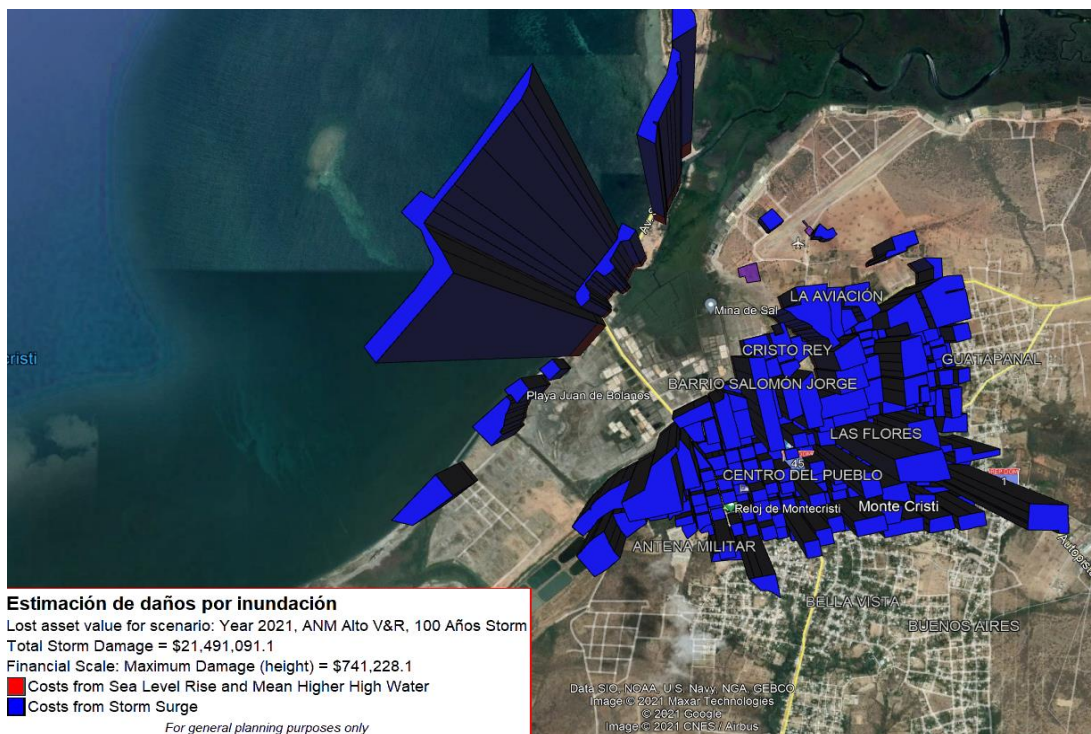 Av.
LA AVIACIÓN
Mina de Sal
cristi
CRISTO REY
GUATAPANAL
BARRIO SALOMÓN JORGE
Playa Juan de Bolanos
LAS FLORES
45
CENTRO DEL PUEBLO
1
Reloj de Montecristi
Monte Cristi
ANTENA MILITAR
BELLA VISTA
BUENOS AIRES
Estimación de daños por inundación
Lost asset value for scenario: Year 2021, ANM Alto V&R, 100 Años Storm
Total Storm Damage = $21,491,091.1
Financial Scale: Maximum Damage (height) = $741,228.1
Costs from Sea Level Rise and Mean Higher High Water
Costs from Storm Surge
For general planning purposes only
Data SIO, NOAA, U.S. Navy, NGA, GEBCO
Image © 2021 Maxar Technologies
© 2021 Google
Image © 2021 CNES / Airbus